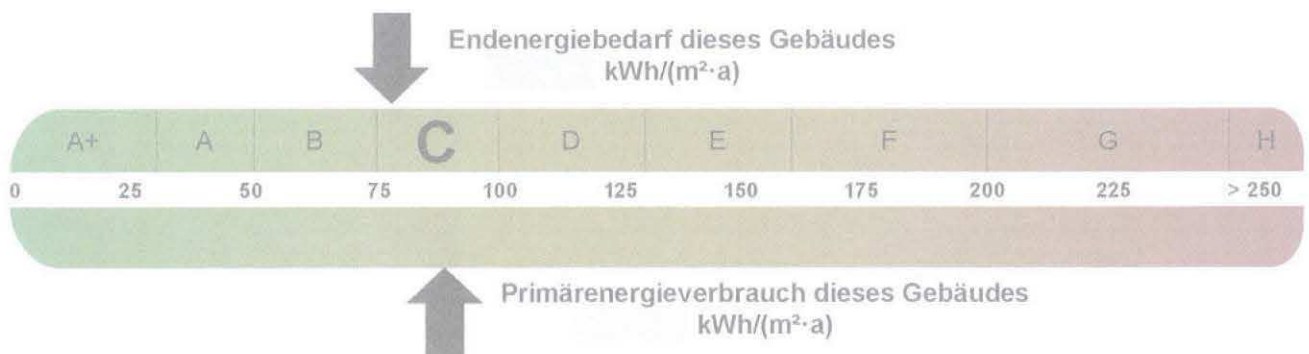 Endenergiebedarf dieses Gebäudes
kWh/(m²·a)
A+ A B C D E F G H
0 25 50 75 100 125 150 175 200 225 > 250
Primärenergieverbrauch dieses Gebäudes
kWh/(m²·a)